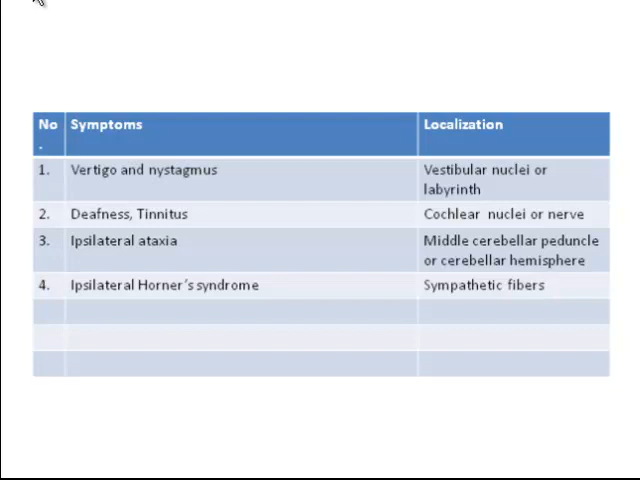 No Symptoms Localization
.
1. Vertigo and nystagmus Vestibular nuclei or
labyrinth
2. Deafness, Tinnitus Cochlear nuclei or nerve
3. Ipsilateral ataxia Middle cerebellar peduncle
or cerebellar hemisphere
4. Ipsilateral Horner's syndrome Sympathetic fibers